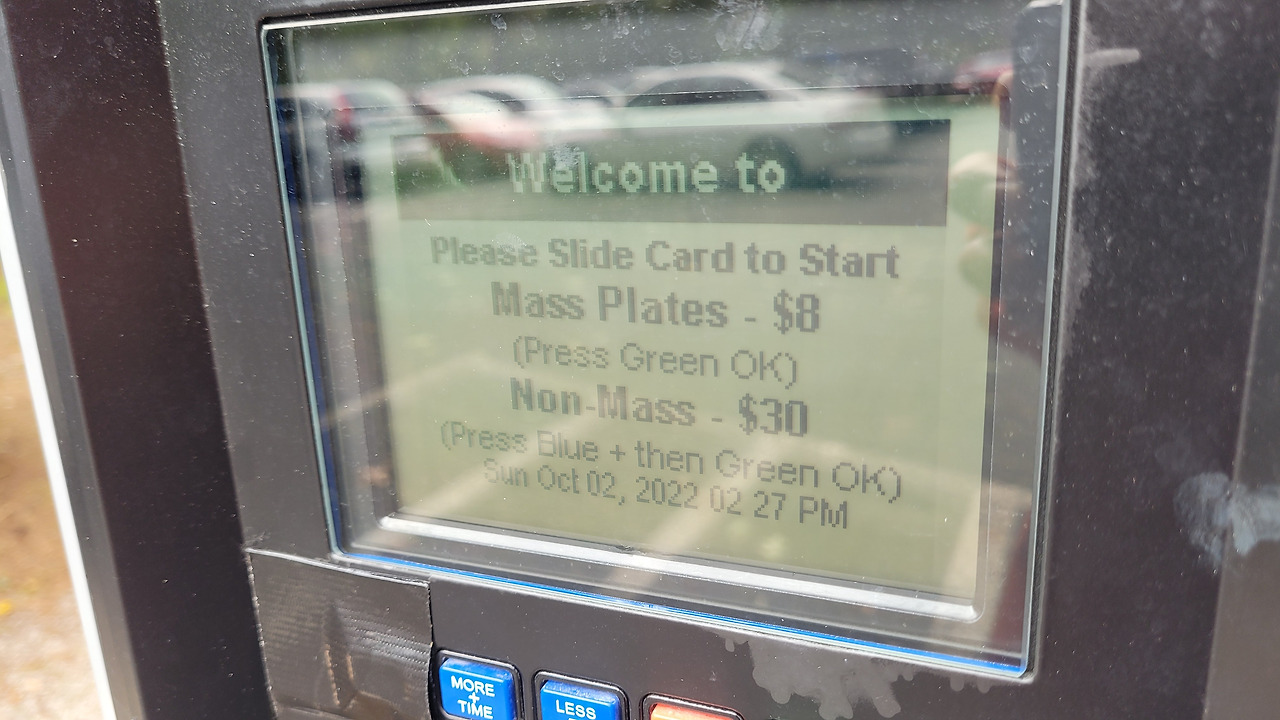 Welcome to
Please Slide Card to Start
Mass Plates - $8
(Press Green OK)
Non-Mass - $30
(Press Blue + then Green OK)
Sun Oct 02, 2022 02 27 PM
MORE
+
TIME
LESS